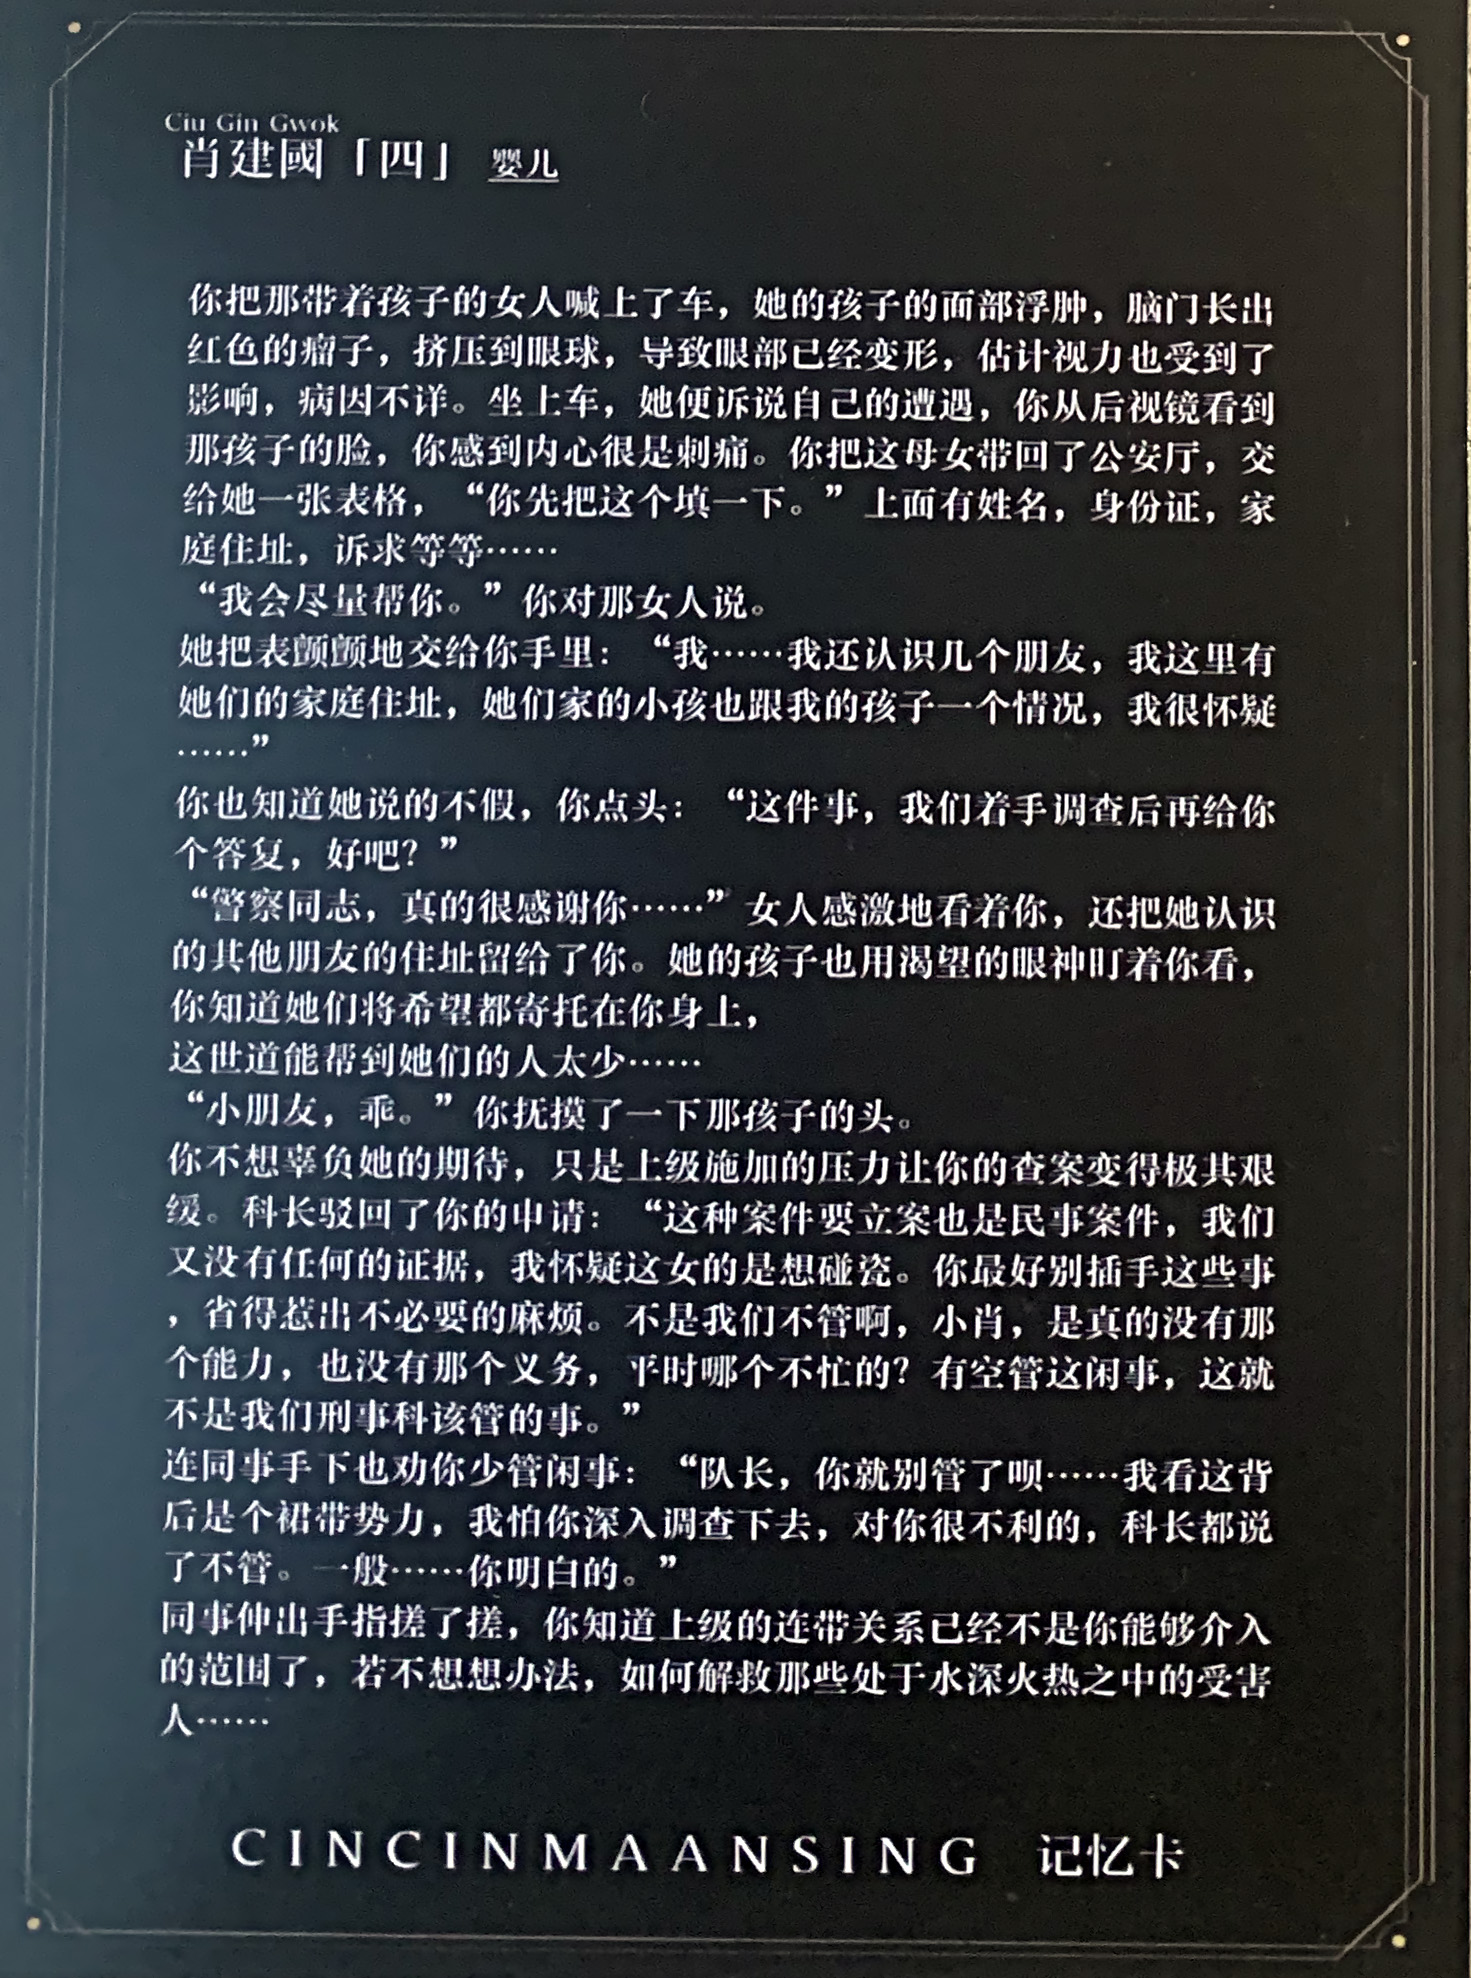 Ciu Gin Gwok
肖建國「四」 婴儿
你把那带着孩子的女人喊上了车，她的孩子的面部浮肿，脑门长出
红色的瘤子，挤压到眼球，导致眼部已经变形，估计视力也受到了
影响，病因不详。坐上车，她便诉说自己的遭遇，你从后视镜看到
那孩子的脸，你感到内心很是刺痛。你把这母女带回了公安厅，交
给她一张表格，“你先把这个填一下。”上面有姓名，身份证，家
庭住址，诉求等等……
“我会尽量帮你。”你对那女人说。
她把表颤颤地交给你手里：“我……我还认识几个朋友，我这里有
她们的家庭住址，她们家的小孩也跟我的孩子一个情况，我很怀疑
……”
你也知道她说的不假，你点头：“这件事，我们着手调查后再给你
个答复，好吧？”
“警察同志，真的很感谢你……”女人感激地看着你，还把她认识
的其他朋友的住址留给了你。她的孩子也用渴望的眼神盯着你看，
你知道她们将希望都寄托在你身上，
这世道能帮到她们的人太少……
“小朋友，乖。”你抚摸了一下那孩子的头。
你不想辜负她的期待，只是上级施加的压力让你的查案变得极其艰
缓。科长驳回了你的申请：“这种案件要立案也是民事案件，我们
又没有任何的证据，我怀疑这女的是想碰瓷。你最好别插手这些事
，省得惹出不必要的麻烦。不是我们不管啊，小肖，是真的没有那
个能力，也没有那个义务，平时哪个不忙的？有空管这闲事，这就
不是我们刑事科该管的事。”
连同事手下也劝你少管闲事：“队长，你就别管了呗……我看这背
后是个裙带势力，我怕你深入调查下去，对你很不利的，科长都说
了不管。一般……你明白的。”
同事伸出手指搓了搓，你知道上级的连带关系已经不是你能够介入
的范围了，若不想想办法，如何解救那些处于水深火热之中的受害
人……
CINCINMAANSING 记忆卡